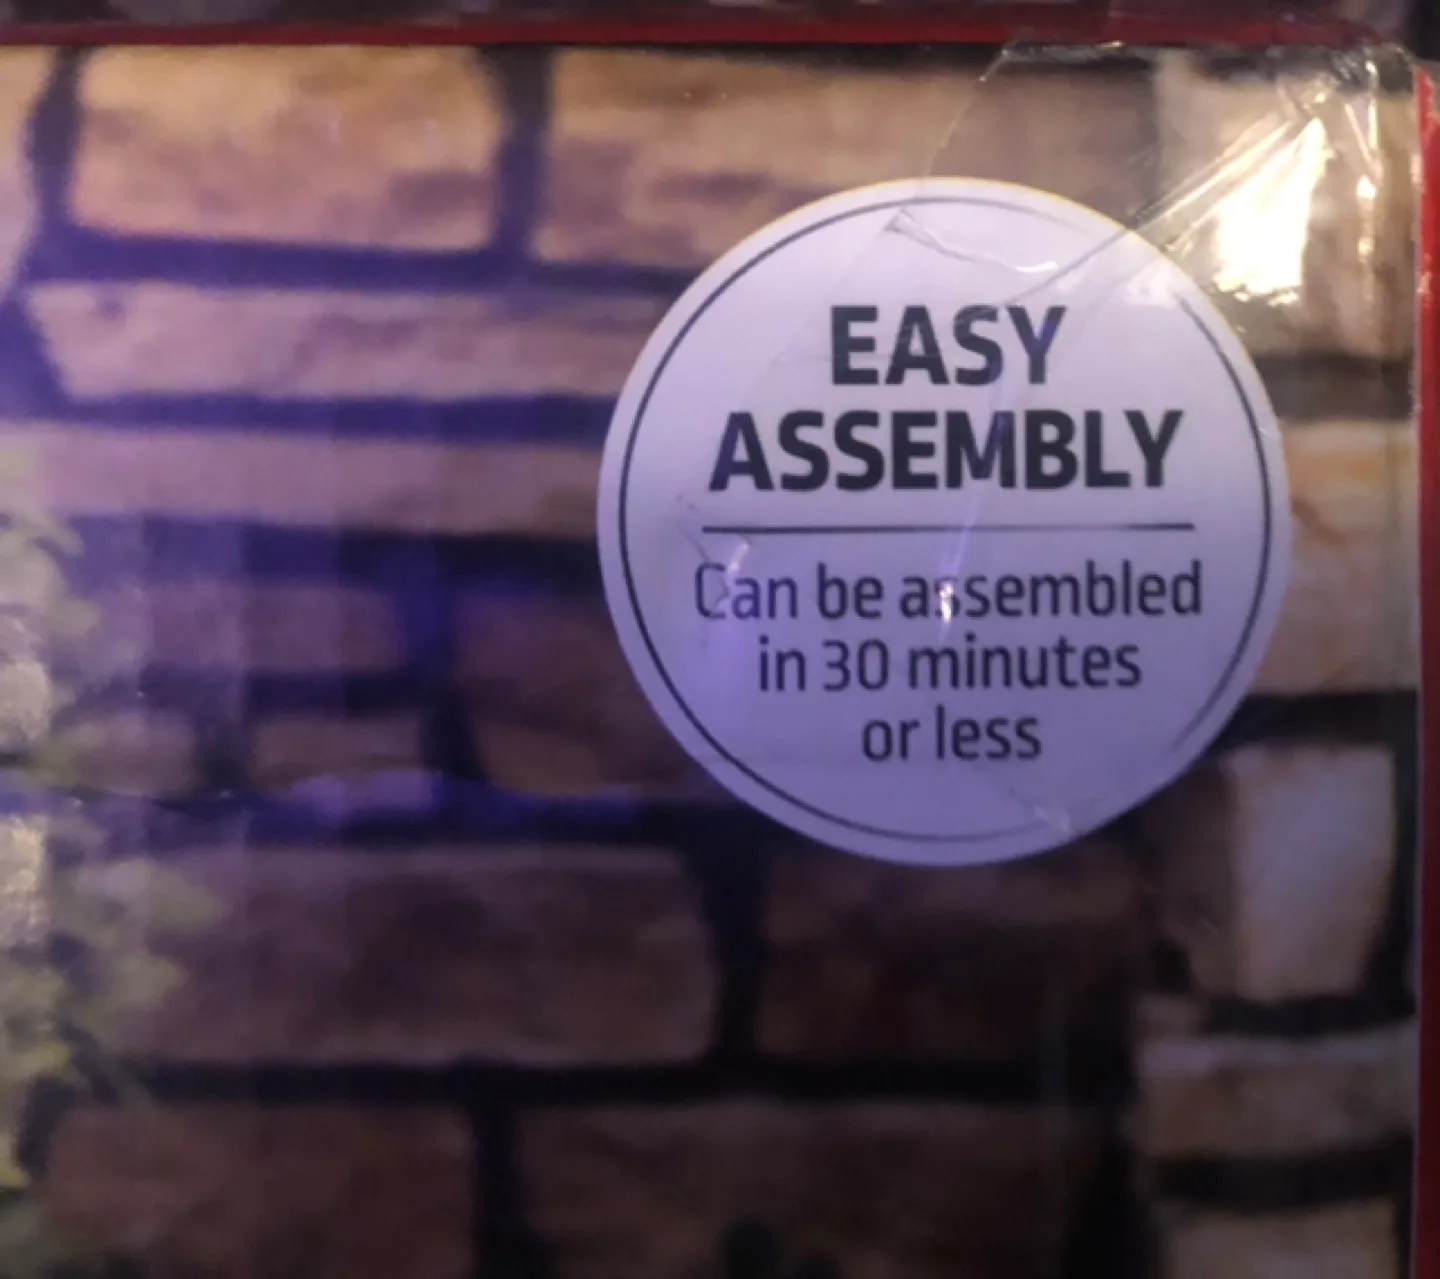 EASY
ASSEMBLY
Can be assembled
in 30 minutes
or less